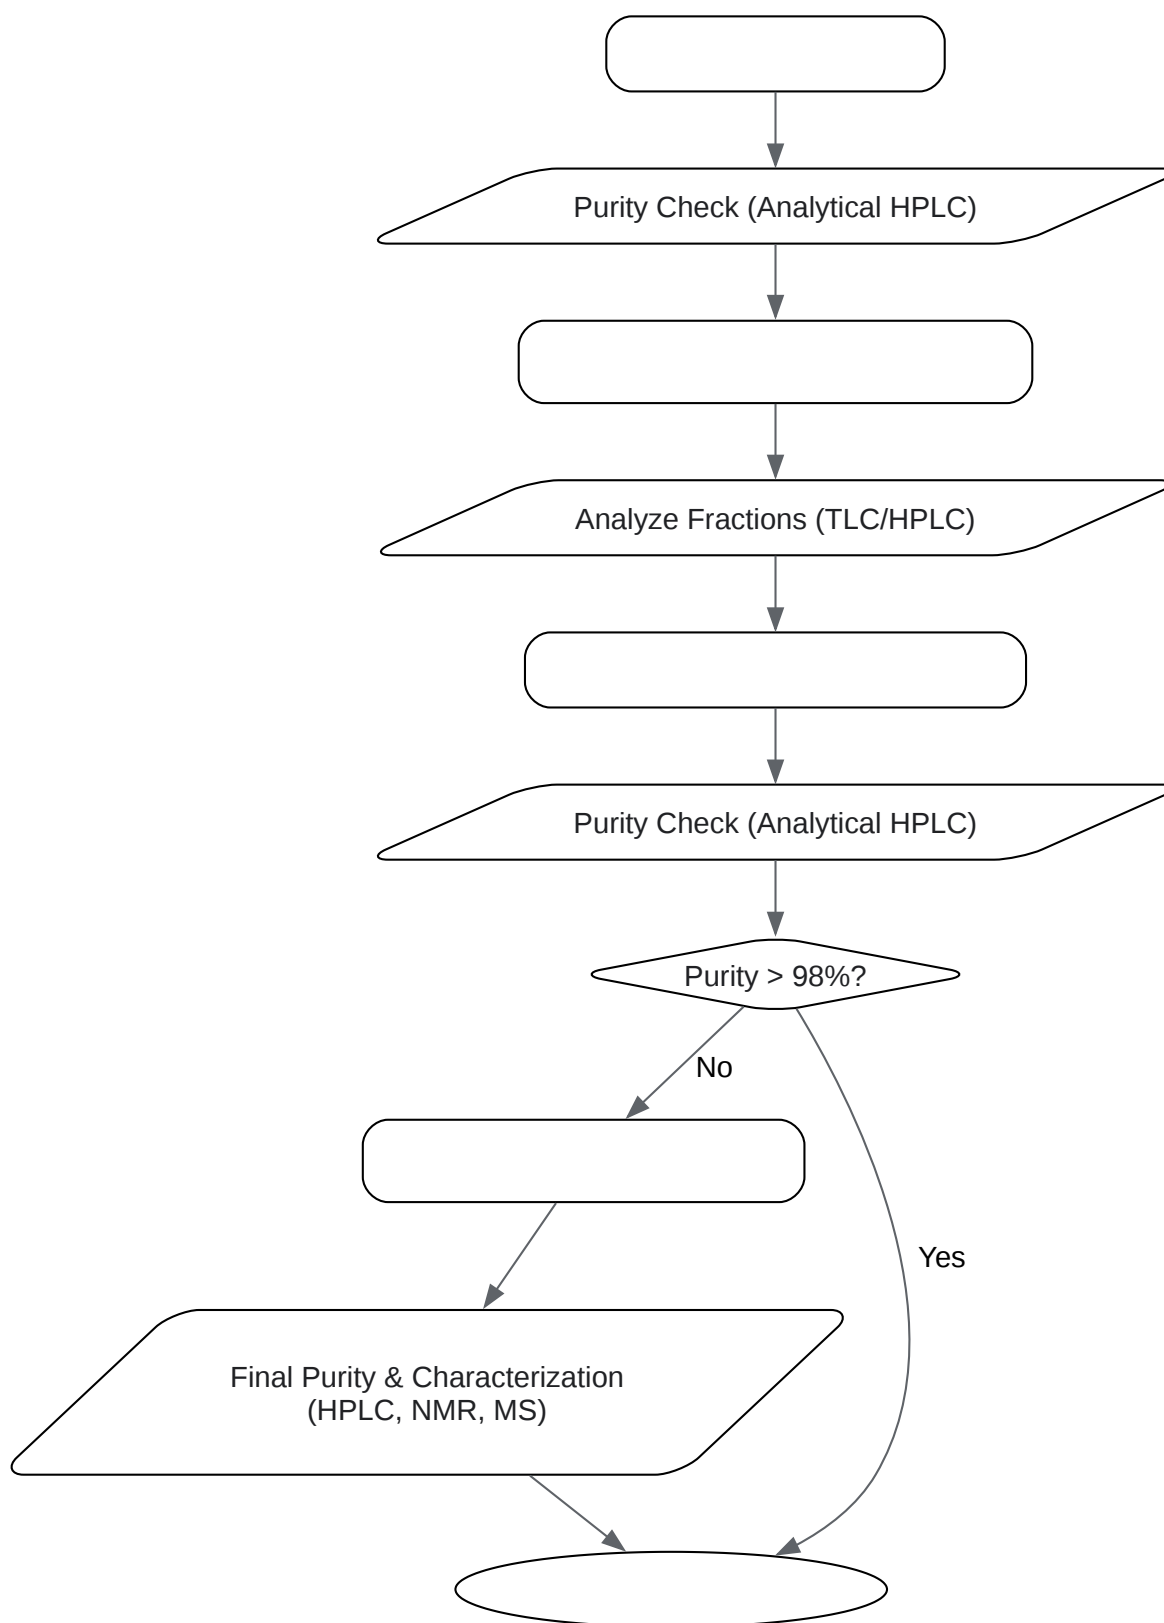 Purity Check (Analytical HPLC)
Analyze Fractions (TLC/HPLC)
Purity Check (Analytical HPLC)
Purity > 98%?
No
Yes
Final Purity & Characterization
(HPLC, NMR, MS)